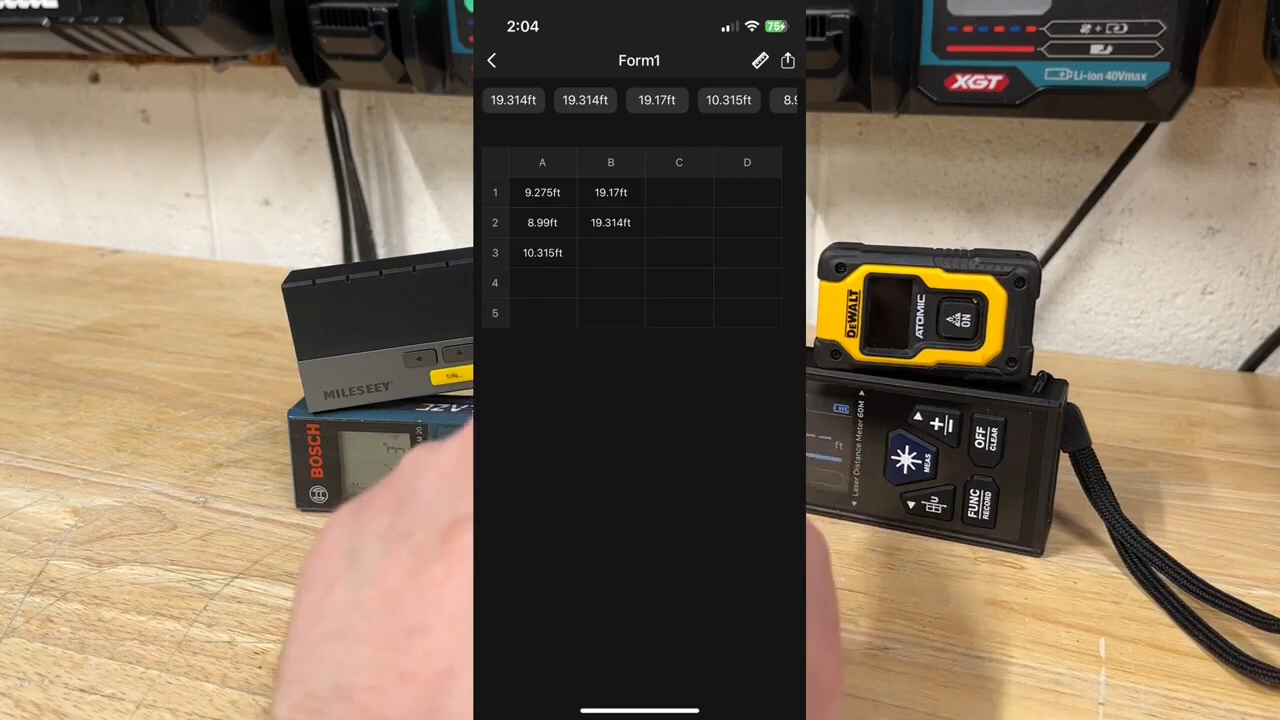 2:04
75
Form1
19.314ft 19.314ft 19.17ft 10.315ft
A B C D
1 9.275ft 19.17ft
2 8.99ft 19.314ft
3 10.315ft
4
5
XGT
Li-ion 40Vmax
MILESEEY
BOSCH
DEWALT
ATOMIC
ON
Laser Distance Meter 60M
ft
MEAS
OFF
CLEAR
FUNC
RECORD